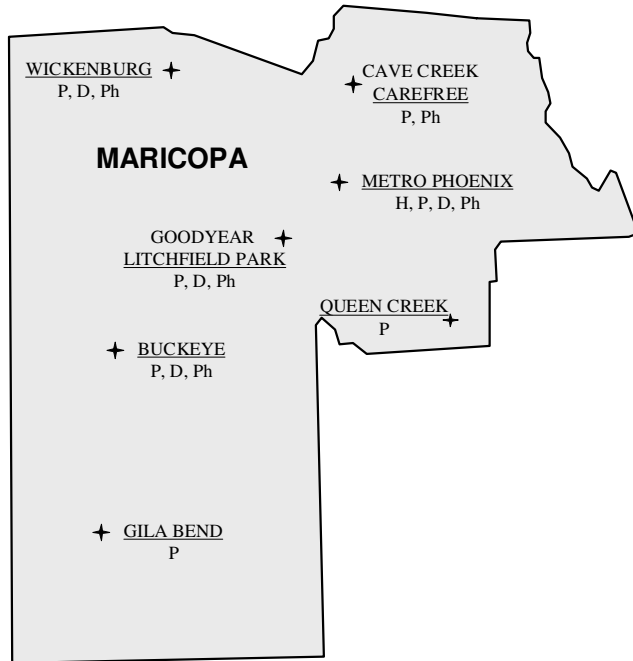 WICKENBURG
P, D, Ph
CAVE CREEK
CAREFREE
P, Ph
MARICOPA
METRO PHOENIX
H, P, D, Ph
GOODYEAR
LITCHFIELD PARK
P, D, Ph
QUEEN CREEK
P
BUCKEYE
P, D, Ph
GILA BEND
P